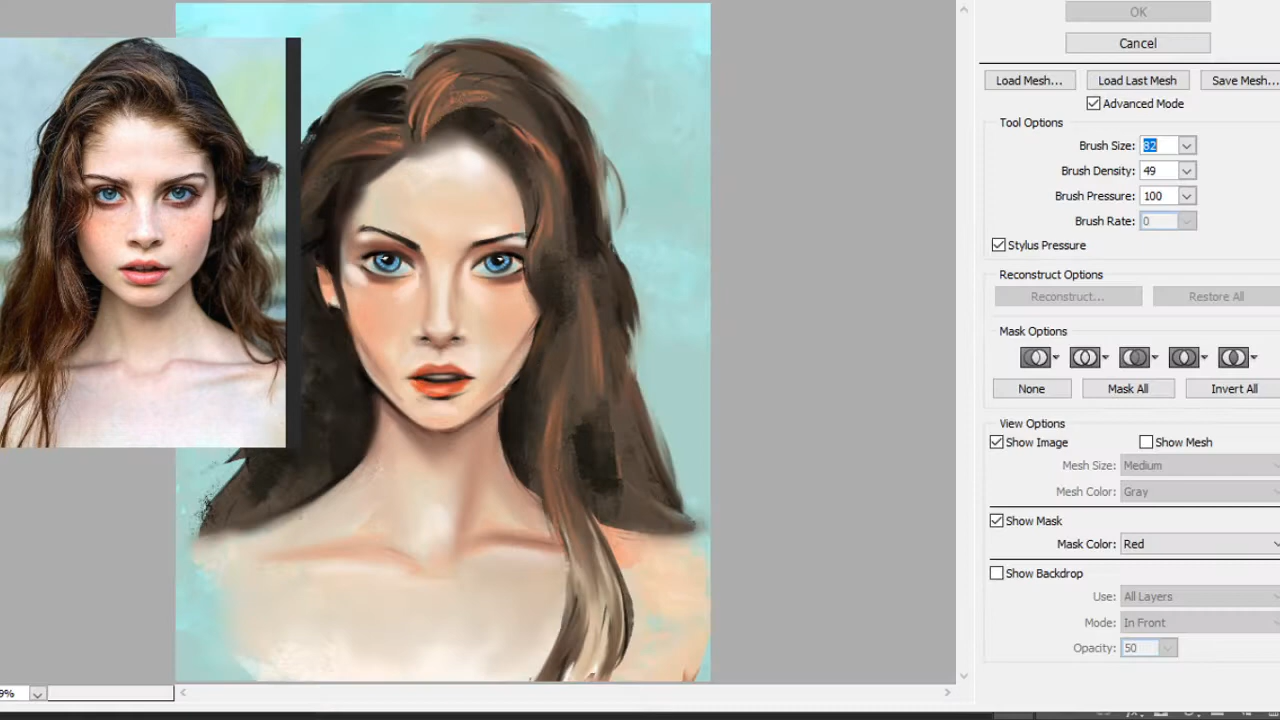 OK
Cancel
Load Mesh... Load Last Mesh Save Mesh...
Advanced Mode
Tool Options
Brush Size: 82
Brush Density: 49
Brush Pressure: 100
Brush Rate: 0
Stylus Pressure
Reconstruct Options
Reconstruct... Restore All
Mask Options
None Mask All Invert All
View Options
Show Image Show Mesh
Mesh Size: Medium
Mesh Color: Gray
Show Mask
Mask Color: Red
Show Backdrop
Use: All Layers
Mode: In Front
Opacity: 50
9%